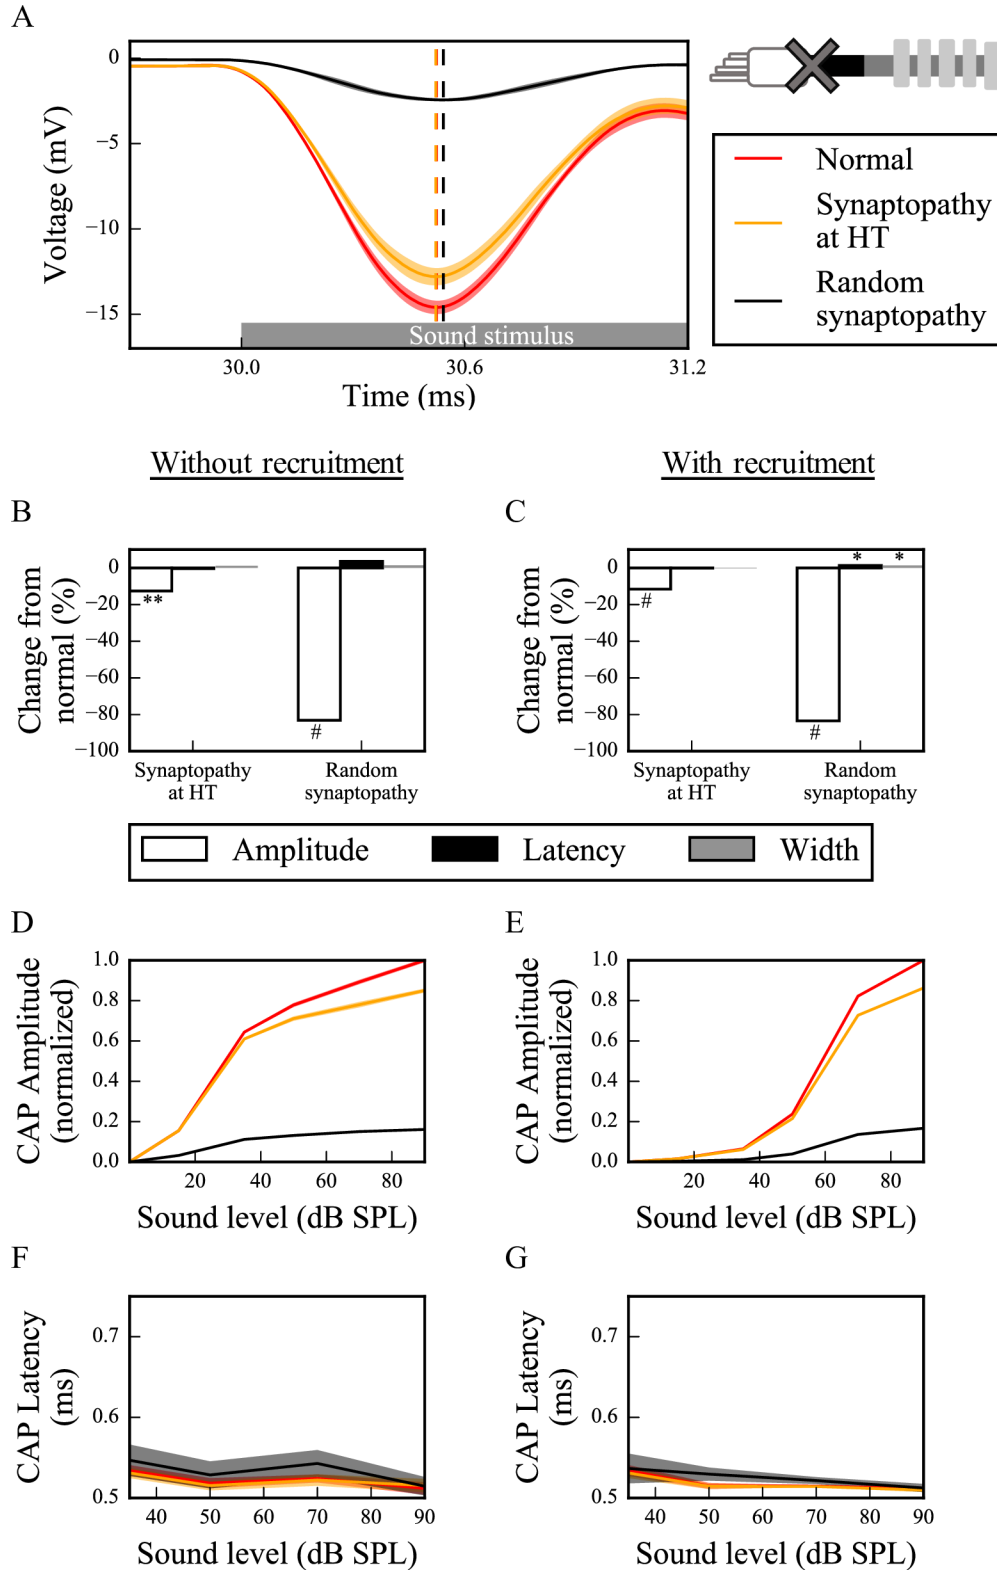 A
Voltage (mV)
0
−5
−10
−15
Sound stimulus
30.0
30.6
31.2
Time (ms)
Normal
Synaptopathy
at HT
Random
synaptopathy
Without recruitment
With recruitment
B
Change from
normal (%)
0
−20
−40
−60
−80
−100
**
#
Synaptopathy
at HT
Random
synaptopathy
C
Change from
normal (%)
0
−20
−40
−60
−80
−100
#
* *
#
Synaptopathy
at HT
Random
synaptopathy
Amplitude
Latency
Width
D
CAP Amplitude
(normalized)
1.0
0.8
0.6
0.4
0.2
0.0
20 40 60 80
Sound level (dB SPL)
E
CAP Amplitude
(normalized)
1.0
0.8
0.6
0.4
0.2
0.0
20 40 60 80
Sound level (dB SPL)
F
CAP Latency
(ms)
0.7
0.6
0.5
40 50 60 70 80 90
Sound level (dB SPL)
G
CAP Latency
(ms)
0.7
0.6
0.5
40 50 60 70 80 90
Sound level (dB SPL)